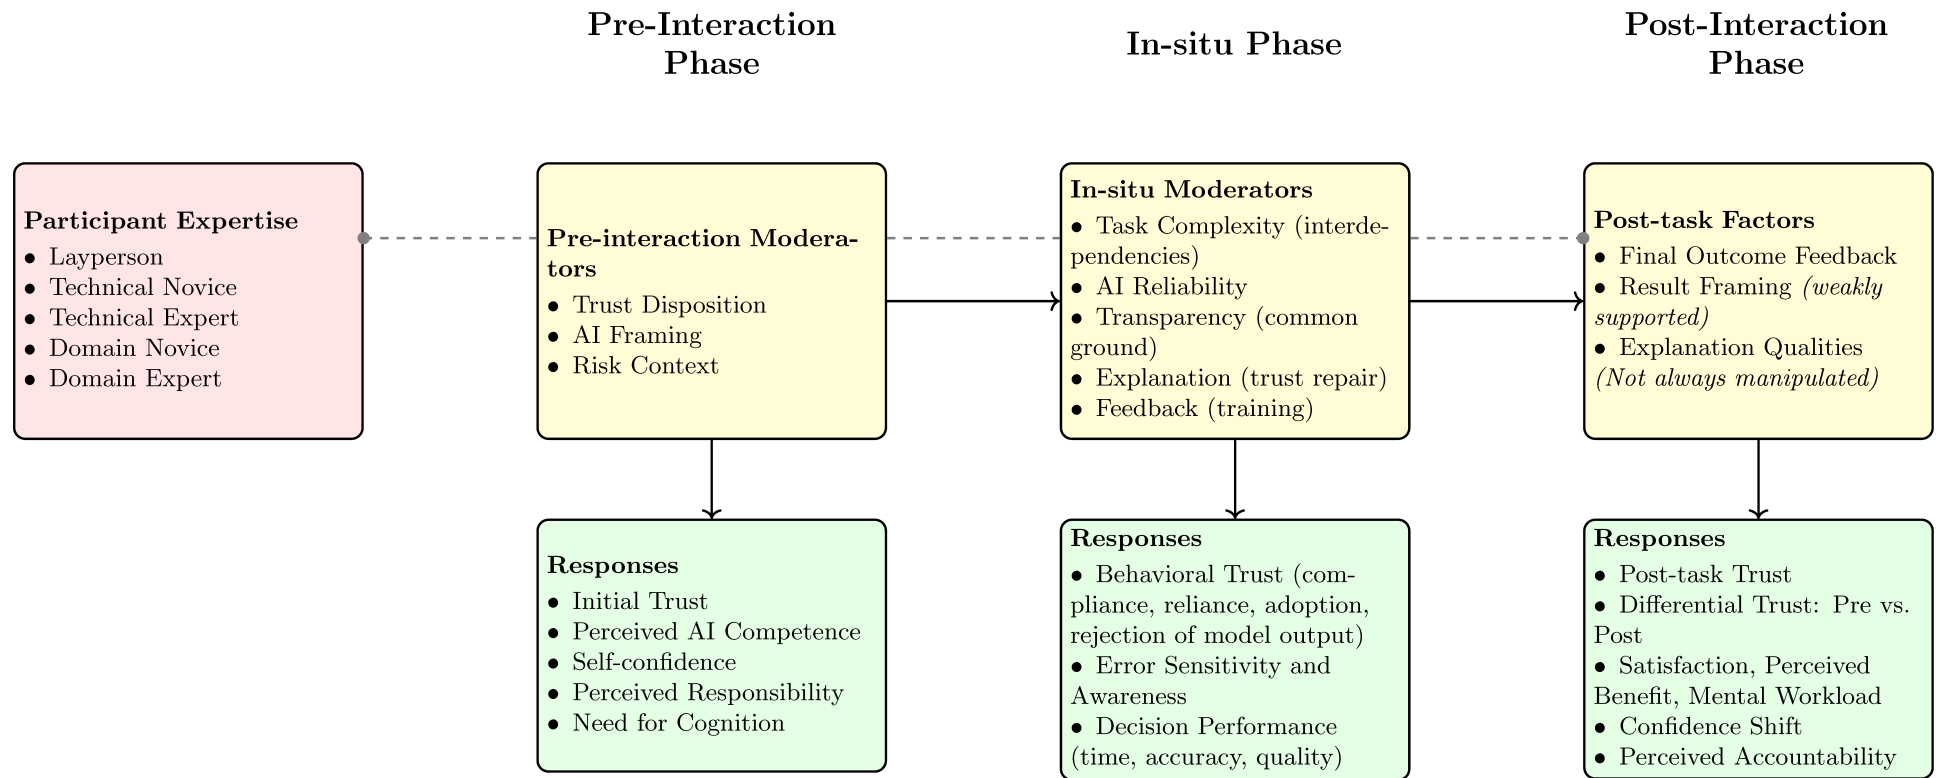 Pre-Interaction
Phase
In-situ Phase
Post-Interaction
Phase
Participant Expertise
● Layperson
● Technical Novice
● Technical Expert
● Domain Novice
● Domain Expert
Pre-interaction Modera-
tors
● Trust Disposition
● AI Framing
● Risk Context
In-situ Moderators
● Task Complexity (interde-
pendencies)
● AI Reliability
● Transparency (common
ground)
● Explanation (trust repair)
● Feedback (training)
Post-task Factors
● Final Outcome Feedback
● Result Framing (weakly
supported)
● Explanation Qualities
(Not always manipulated)
Responses
● Initial Trust
● Perceived AI Competence
● Self-confidence
● Perceived Responsibility
● Need for Cognition
Responses
● Behavioral Trust (com-
pliance, reliance, adoption,
rejection of model output)
● Error Sensitivity and
Awareness
● Decision Performance
(time, accuracy, quality)
Responses
● Post-task Trust
● Differential Trust: Pre vs.
Post
● Satisfaction, Perceived
Benefit, Mental Workload
● Confidence Shift
● Perceived Accountability